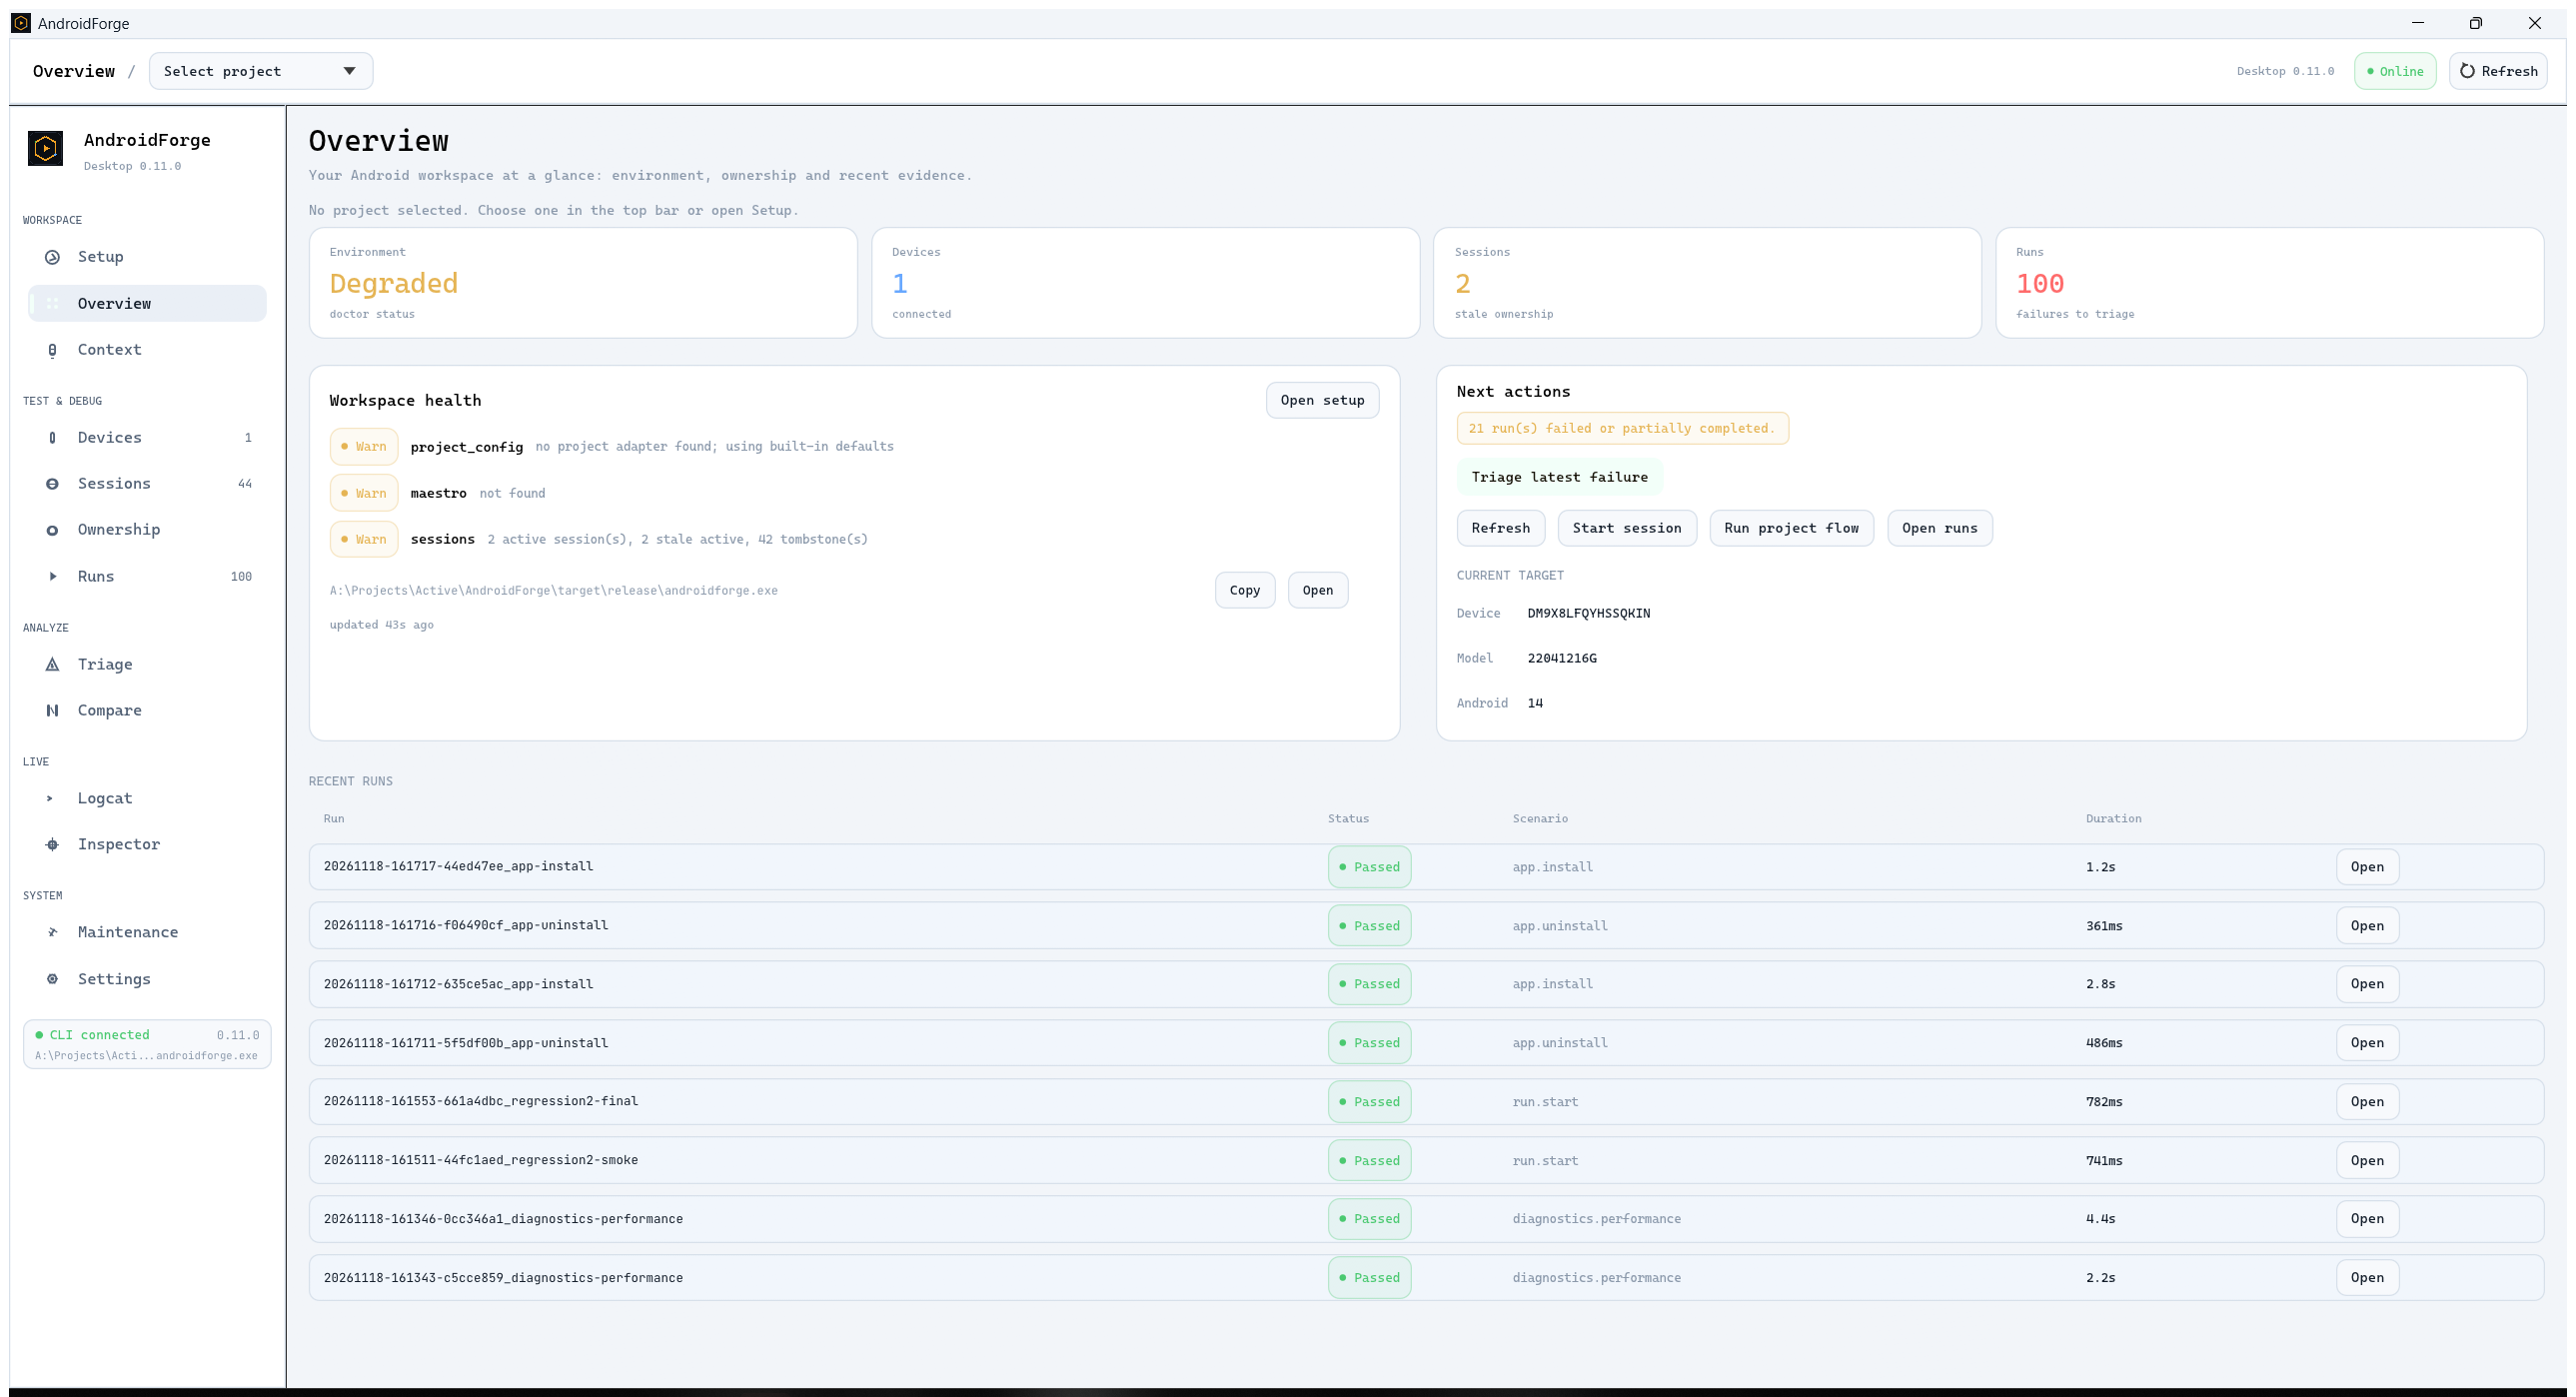 AndroidForge
Overview / Select project Desktop 0.11.0 Online Refresh
AndroidForge
Desktop 0.11.0
WORKSPACE
Setup
Overview
Context
TEST & DEBUG
Devices 1
Sessions 44
Ownership
Runs 100
ANALYZE
Triage
Compare
LIVE
Logcat
Inspector
SYSTEM
Maintenance
Settings
CLI connected 0.11.0
A:\Projects\Acti...androidforge.exe
Overview
Your Android workspace at a glance: environment, ownership and recent evidence.
No project selected. Choose one in the top bar or open Setup.
Environment
Degraded
doctor status
Devices
1
connected
Sessions
2
stale ownership
Runs
100
failures to triage
Workspace health Open setup
Warn project_config no project adapter found; using built-in defaults
Warn maestro not found
Warn sessions 2 active session(s), 2 stale active, 42 tombstone(s)
A:\Projects\Active\AndroidForge\target\release\androidforge.exe Copy Open
updated 43s ago
Next actions
21 run(s) failed or partially completed.
Triage latest failure
Refresh Start session Run project flow Open runs
CURRENT TARGET
Device DM9X8LFQYHSSQKIN
Model 22041216G
Android 14
RECENT RUNS
Run Status Scenario Duration
20261118-161717-44ed47ee_app-install Passed app.install 1.2s Open
20261118-161716-f06490cf_app-uninstall Passed app.uninstall 361ms Open
20261118-161712-635ce5ac_app-install Passed app.install 2.8s Open
20261118-161711-5f5df00b_app-uninstall Passed app.uninstall 486ms Open
20261118-161553-661a4dbc_regression2-final Passed run.start 782ms Open
20261118-161511-44fc1aed_regression2-smoke Passed run.start 741ms Open
20261118-161346-0cc346a1_diagnostics-performance Passed diagnostics.performance 4.4s Open
20261118-161343-c5cce859_diagnostics-performance Passed diagnostics.performance 2.2s Open